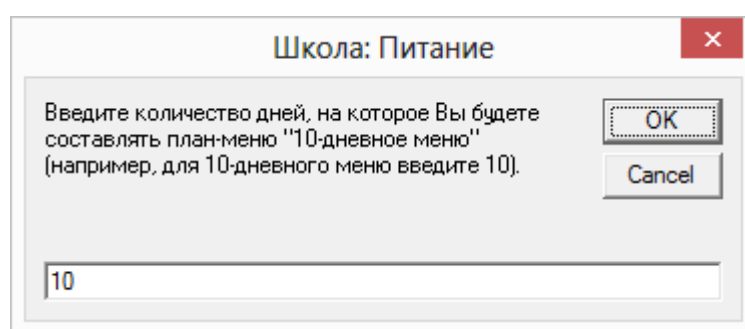 Школа: Питание
Введите количество дней, на которое Вы будете
составлять план-меню "10-дневное меню"
(например, для 10-дневного меню введите 10).
OK
Cancel
10